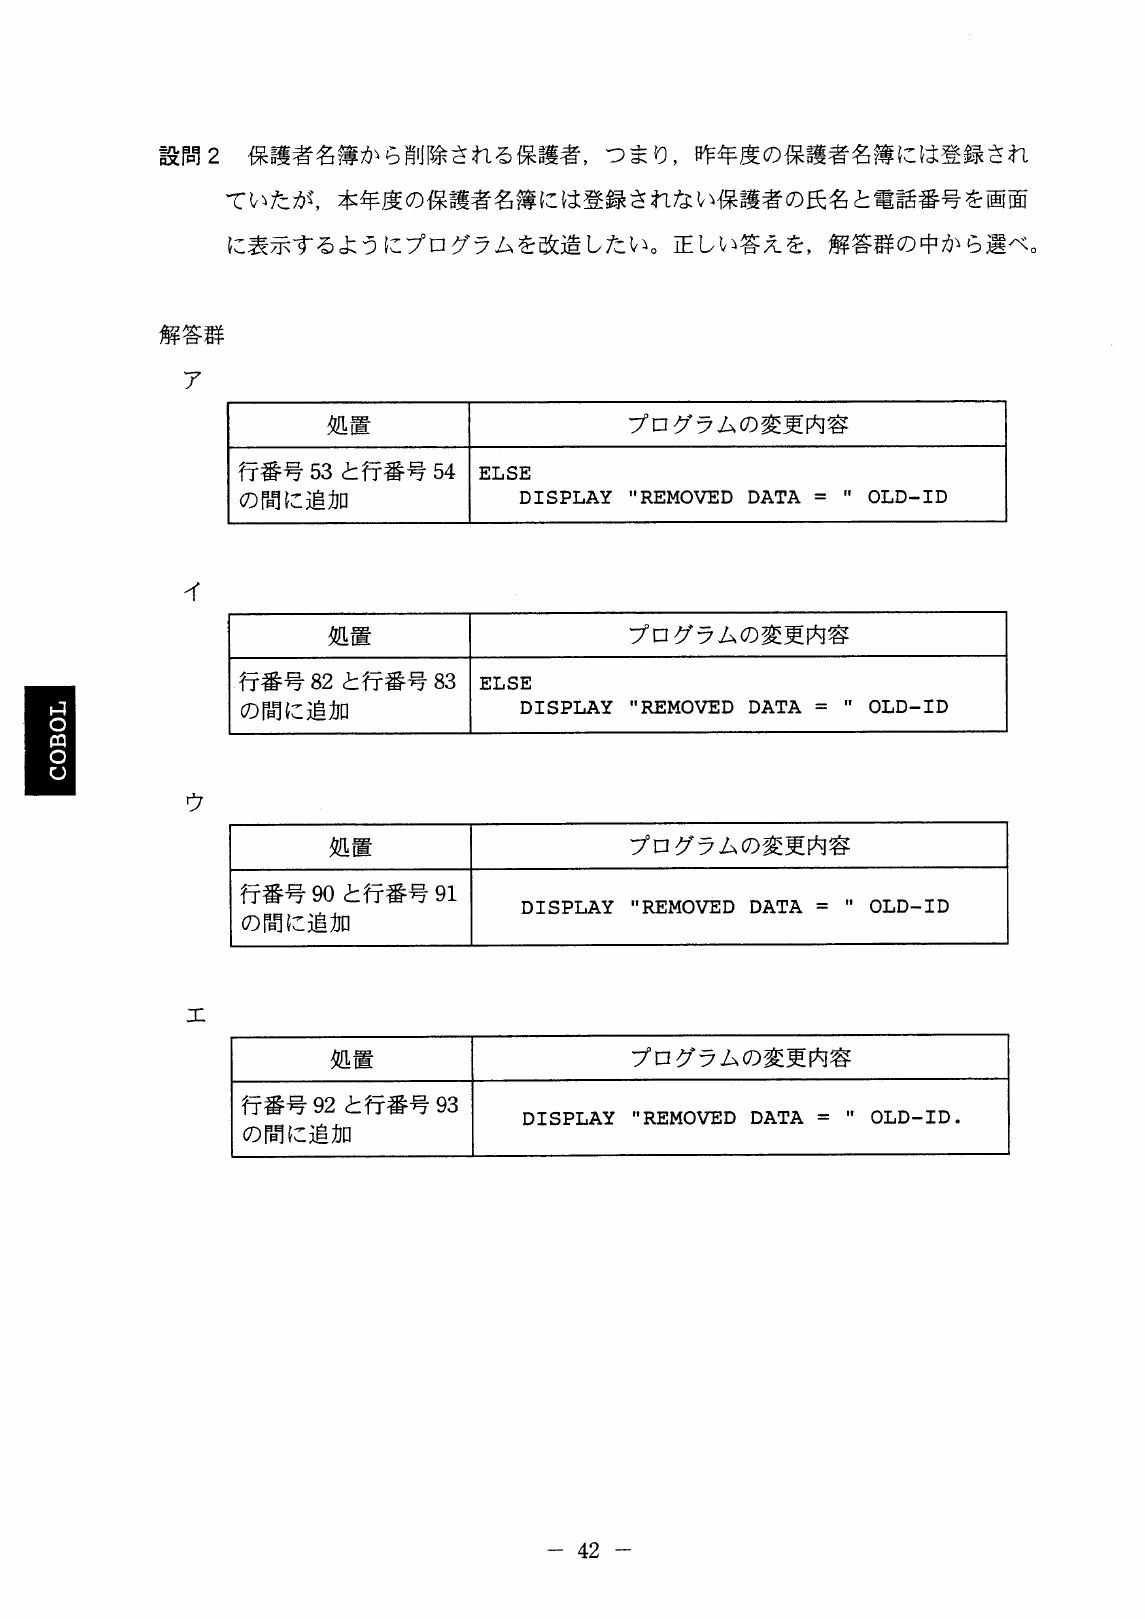 設問2 保護者名簿から削除される保護者，つまり，昨年度の保護者名簿には登録され
ていたが，本年度の保護者名簿には登録されない保護者の氏名と電話番号を画面
に表示するようにプログラムを改造したい。正しい答えを，解答群の中から選べ。
解答群
ア
処置 プログラムの変更内容
行番号 53 と行番号 54 ELSE
の間に追加 DISPLAY "REMOVED DATA = " OLD-ID
イ
処置 プログラムの変更内容
行番号 82 と行番号 83 ELSE
の間に追加 DISPLAY "REMOVED DATA = " OLD-ID
COBOL
ウ
処置 プログラムの変更内容
行番号 90 と行番号 91
の間に追加 DISPLAY "REMOVED DATA = " OLD-ID
エ
処置 プログラムの変更内容
行番号 92 と行番号 93
の間に追加 DISPLAY "REMOVED DATA = " OLD-ID.
— 42 —